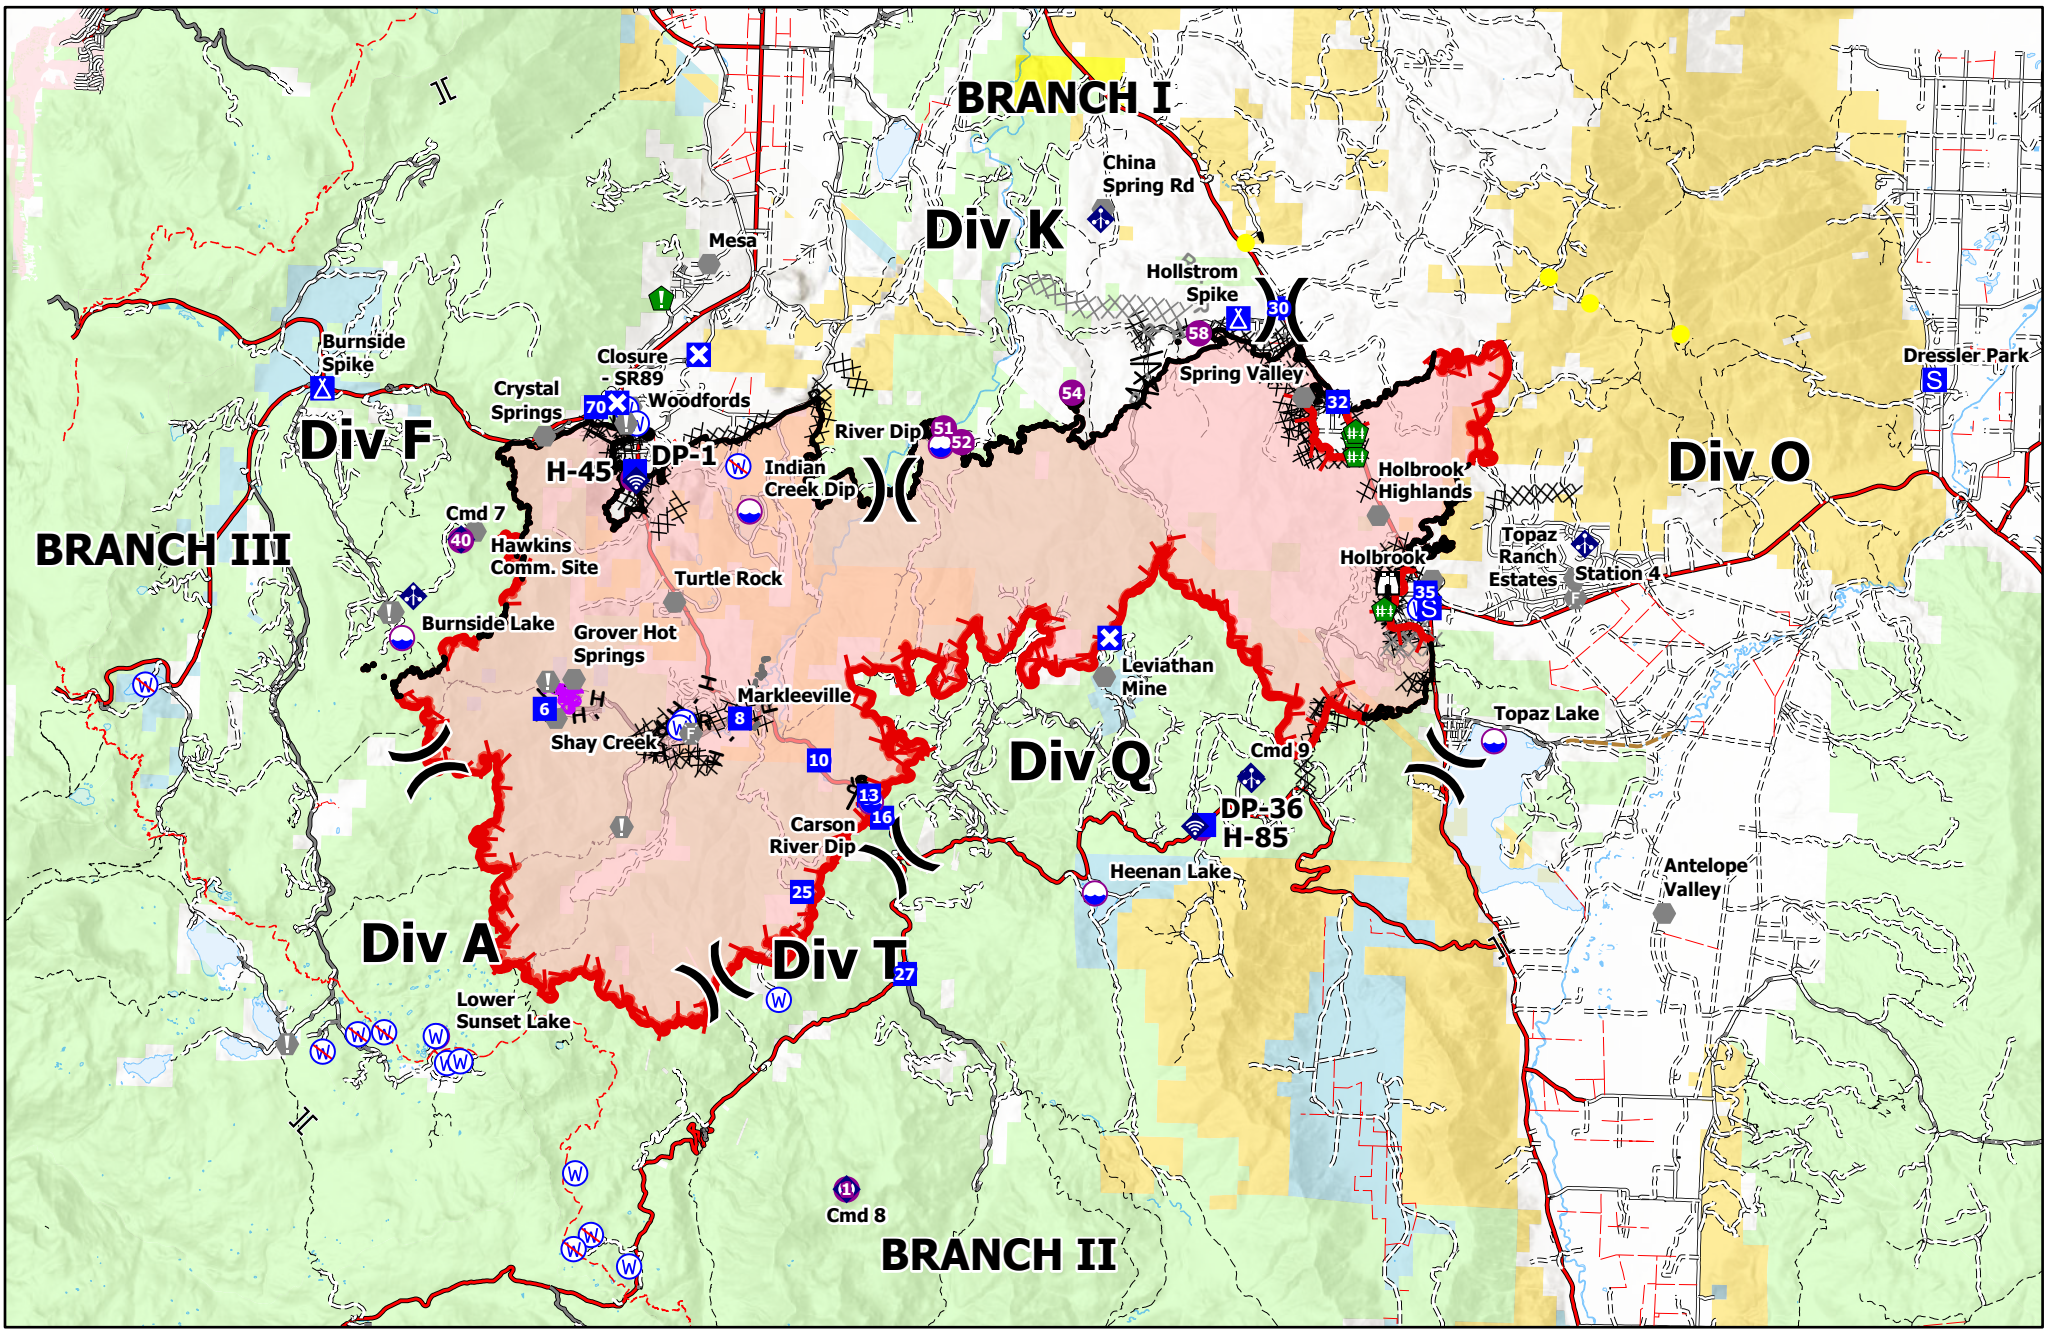 BRANCH I
China
Spring Rd
Div K
Mesa
Hollstrom
Spike
30
58
Burnside
Spike
Closure
- SR89
Crystal
Springs
70
Woodfords
W
W
Spring Valley
32
Dressler Park
S
54
51
52
River Dip
Div F
H-45
DP-1
W
Indian
Creek Dip
Holbrook
Highlands
Div O
Cmd 7
40
Hawkins
Comm. Site
BRANCH III
Topaz
Ranch
Estates
Station 4
F
Holbrook
35
S
Turtle Rock
Burnside Lake
Grover Hot
Springs
Leviathan
Mine
W
6
H
H
H
Markleeville
8
W
F
Shay Creek
Topaz Lake
10
Div Q
Cmd 9
13
16
Carson
River Dip
DP-36
H-85
25
Heenan Lake
Antelope
Valley
Div A
Div T
27
W
Lower
Sunset Lake
W
W
W
W
W
W
W
W
W
W
1
Cmd 8
BRANCH II